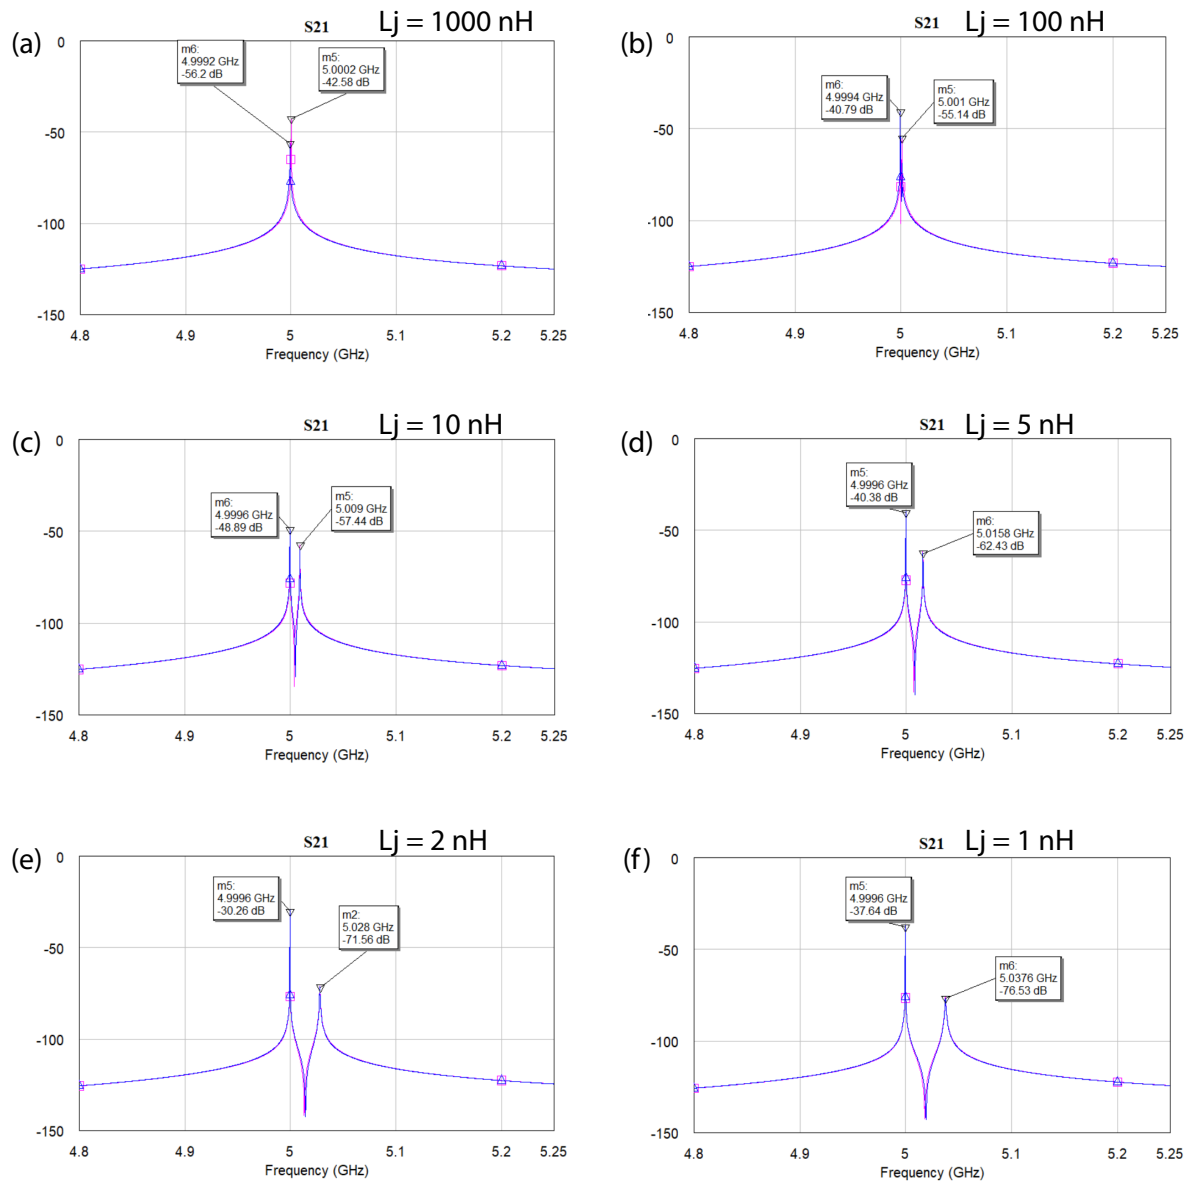 (a)
S21 Lj = 1000 nH
m6:
4.9992 GHz
-56.2 dB
m5:
5.0002 GHz
-42.58 dB
0
-50
-100
-150
4.8 4.9 5 5.1 5.2 5.25
Frequency (GHz)
(b)
S21 Lj = 100 nH
m6:
4.9994 GHz
-40.79 dB
m5:
5.001 GHz
-55.14 dB
0
-50
-100
-150
4.8 4.9 5 5.1 5.2 5.25
Frequency (GHz)
(c)
S21 Lj = 10 nH
m6:
4.9996 GHz
-48.89 dB
m5:
5.009 GHz
-57.44 dB
0
-50
-100
-150
4.8 4.9 5 5.1 5.2 5.25
Frequency (GHz)
(d)
S21 Lj = 5 nH
m5:
4.9996 GHz
-40.38 dB
m6:
5.0158 GHz
-62.43 dB
0
-50
-100
-150
4.8 4.9 5 5.1 5.2 5.25
Frequency (GHz)
(e)
S21 Lj = 2 nH
m5:
4.9996 GHz
-30.26 dB
m2:
5.028 GHz
-71.56 dB
0
-50
-100
-150
4.8 4.9 5 5.1 5.2 5.25
Frequency (GHz)
(f)
S21 Lj = 1 nH
m5:
4.9996 GHz
-37.64 dB
m6:
5.0376 GHz
-76.53 dB
0
-50
-100
-150
4.8 4.9 5 5.1 5.2 5.25
Frequency (GHz)